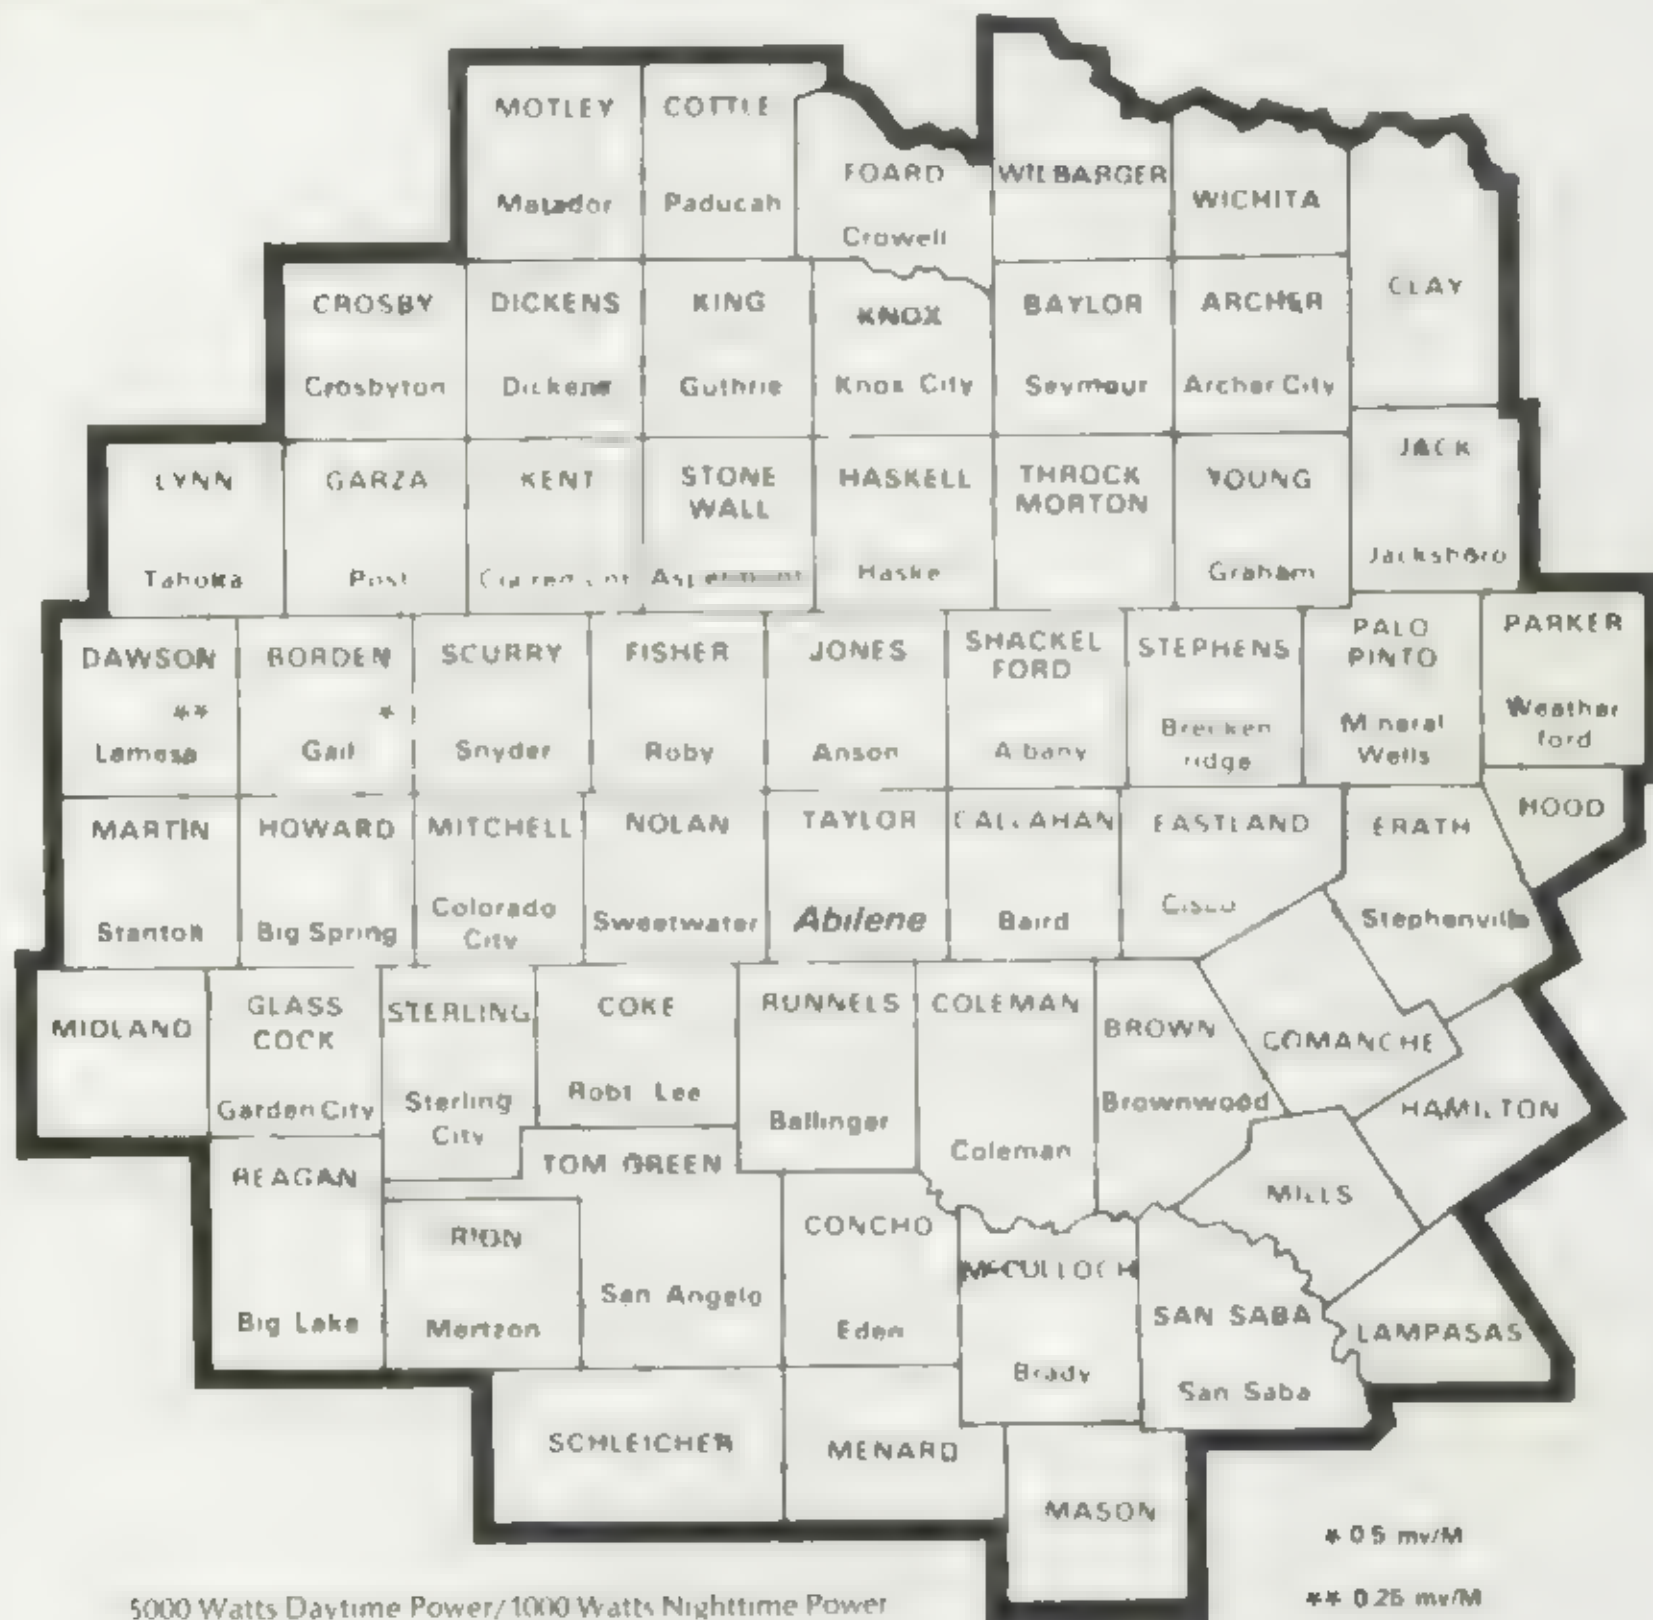 MOTLEY
Matador
COTTLE
Paducah
FOARD
Crowell
WILBARGER
WICHITA
CLAY
CROSBY
Crosbyton
DICKENS
Dickens
KING
Guthrie
KNOX
Knox City
BAYLOR
Seymour
ARCHER
Archer City
LYNN
Tahoka
GARZA
Post
KENT
STONE
WALL
Aspermont
HASKELL
Haske
THROCK
MORTON
YOUNG
Graham
JACK
Jacksboro
DAWSON
**
Lamesa
BORDEN
*
Gail
SCURRY
Snyder
FISHER
Roby
JONES
Anson
SHACKEL
FORD
Albany
STEPHENS
Brecken
ridge
PALO
PINTO
Mineral
Wells
PARKER
Weather
ford
MARTIN
Stanton
HOWARD
Big Spring
MITCHELL
Colorado
City
NOLAN
Sweetwater
TAYLOR
Abilene
CALLAHAN
Baird
EASTLAND
Cisco
ERATH
Stephenville
HOOD
MIDLAND
GLASS
COCK
Garden City
STERLING
Sterling
City
COKE
Robt Lee
RUNNELS
Ballinger
COLEMAN
Coleman
BROWN
Brownwood
COMANCHE
HAMILTON
REAGAN
Big Lake
RION
Mertzon
TOM GREEN
San Angelo
CONCHO
Eden
McCULLOCH
Brady
MILLS
SAN SABA
San Saba
LAMPASAS
SCHLEICHER
MENARD
MASON
* 0.5 mv/M
** 0.25 mv/M
5000 Watts Daytime Power/1000 Watts Nighttime Power